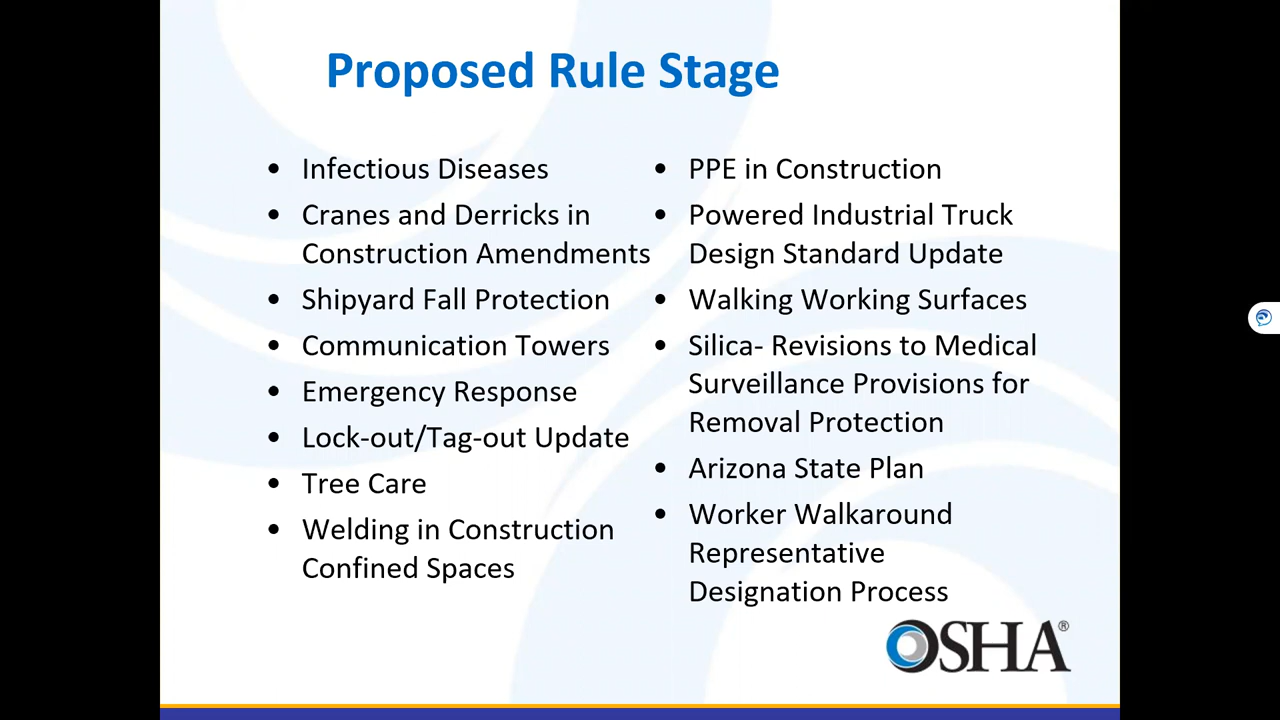 Proposed Rule Stage
• Infectious Diseases
• Cranes and Derricks in
Construction Amendments
• Shipyard Fall Protection
• Communication Towers
• Emergency Response
• Lock-out/Tag-out Update
• Tree Care
• Welding in Construction
Confined Spaces
• PPE in Construction
• Powered Industrial Truck
Design Standard Update
• Walking Working Surfaces
• Silica- Revisions to Medical
Surveillance Provisions for
Removal Protection
• Arizona State Plan
• Worker Walkaround
Representative
Designation Process
OSHA®